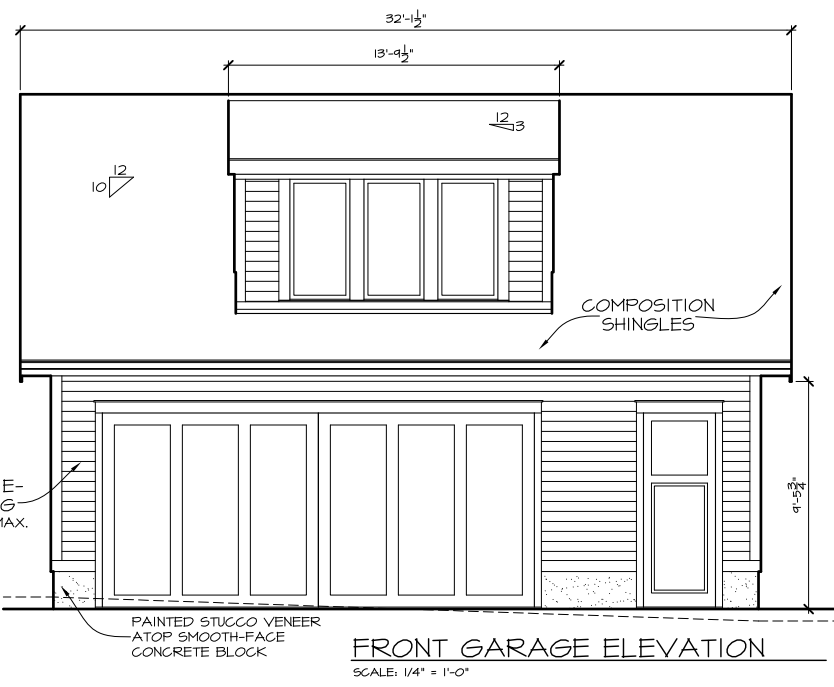 32'-1½"
13'-9½"
12
3
12
10
COMPOSITION
SHINGLES
9'-5¾"
E-
G
MAX.
PAINTED STUCCO VENEER
ATOP SMOOTH-FACE
CONCRETE BLOCK
FRONT GARAGE ELEVATION
SCALE: 1/4" = 1'-0"